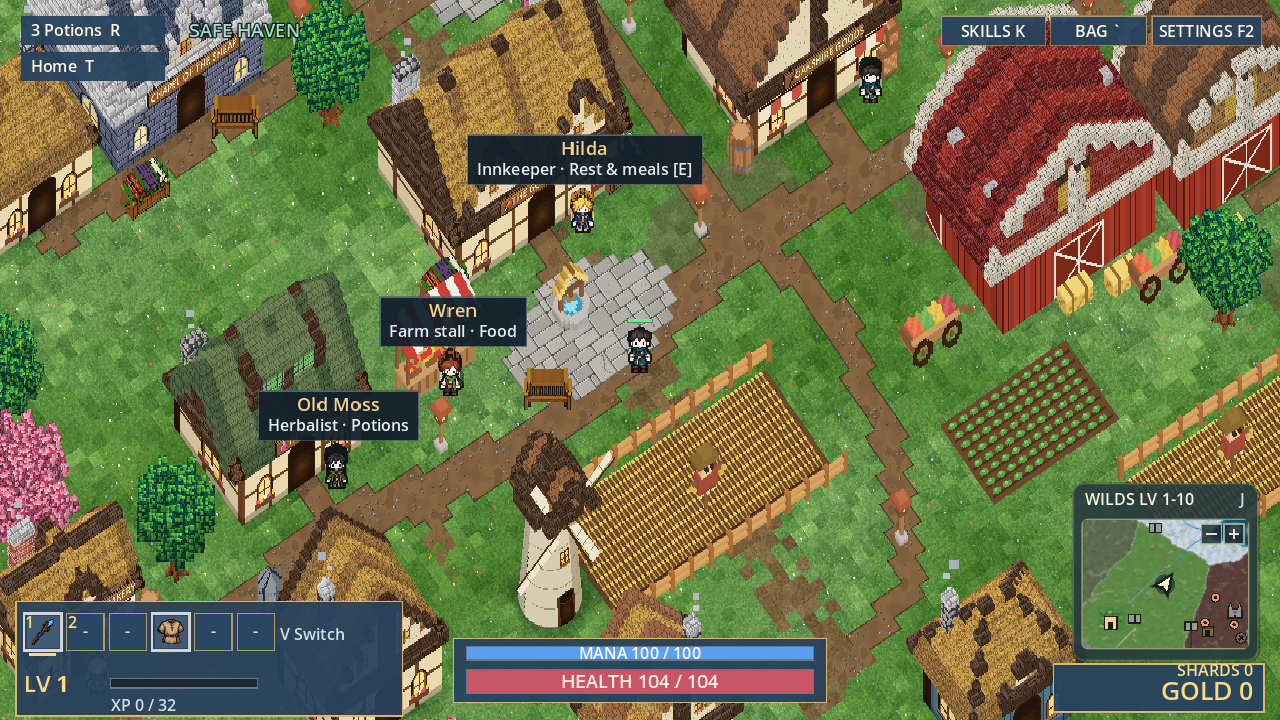 3 Potions R
SAFE HAVEN
Home T
SKILLS K
BAG `
SETTINGS F2
Hilda
Innkeeper · Rest & meals [E]
Wren
Farm stall · Food
Old Moss
Herbalist · Potions
WILDS LV 1-10 J
1
2
-
-
-
-
V Switch
LV 1
XP 0 / 32
MANA 100 / 100
HEALTH 104 / 104
SHARDS 0
GOLD 0